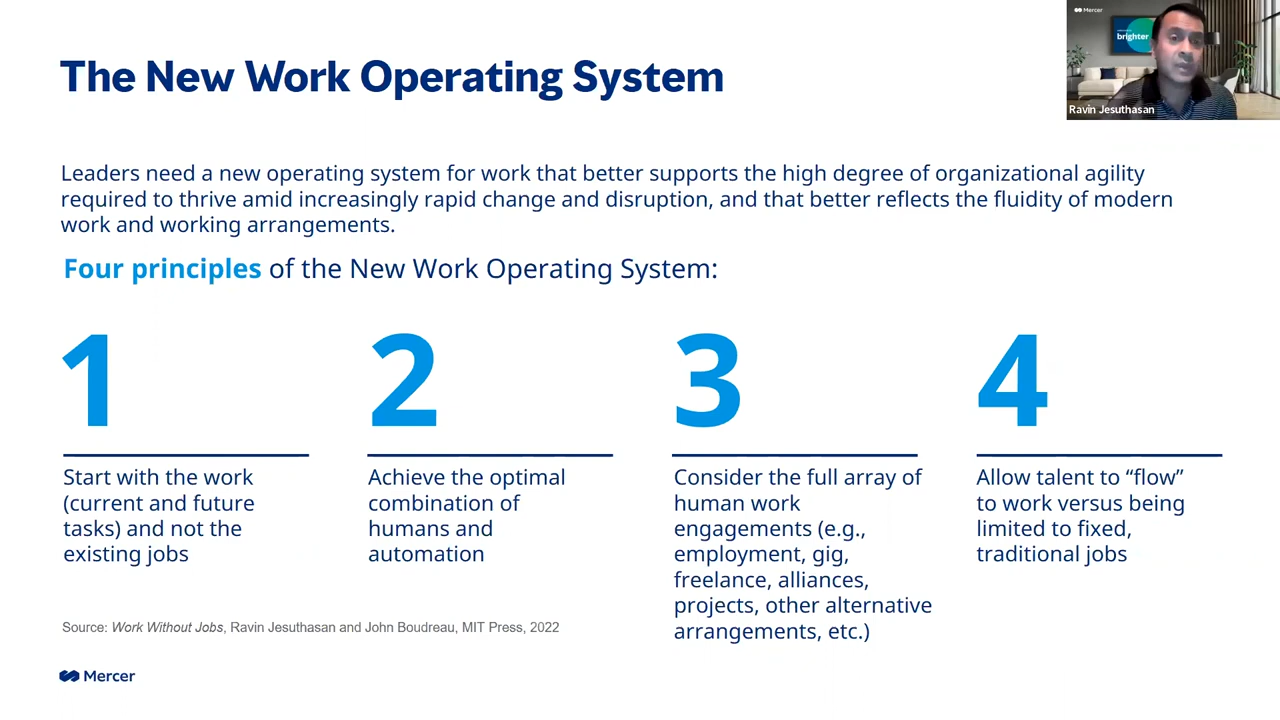 The New Work Operating System
Mercer
brighter
Ravin Jesuthasan
Leaders need a new operating system for work that better supports the high degree of organizational agility
required to thrive amid increasingly rapid change and disruption, and that better reflects the fluidity of modern
work and working arrangements.
Four principles of the New Work Operating System:
1
Start with the work
(current and future
tasks) and not the
existing jobs
2
Achieve the optimal
combination of
humans and
automation
3
Consider the full array of
human work
engagements (e.g.,
employment, gig,
freelance, alliances,
projects, other alternative
arrangements, etc.)
4
Allow talent to “flow”
to work versus being
limited to fixed,
traditional jobs
Source: Work Without Jobs, Ravin Jesuthasan and John Boudreau, MIT Press, 2022
Mercer